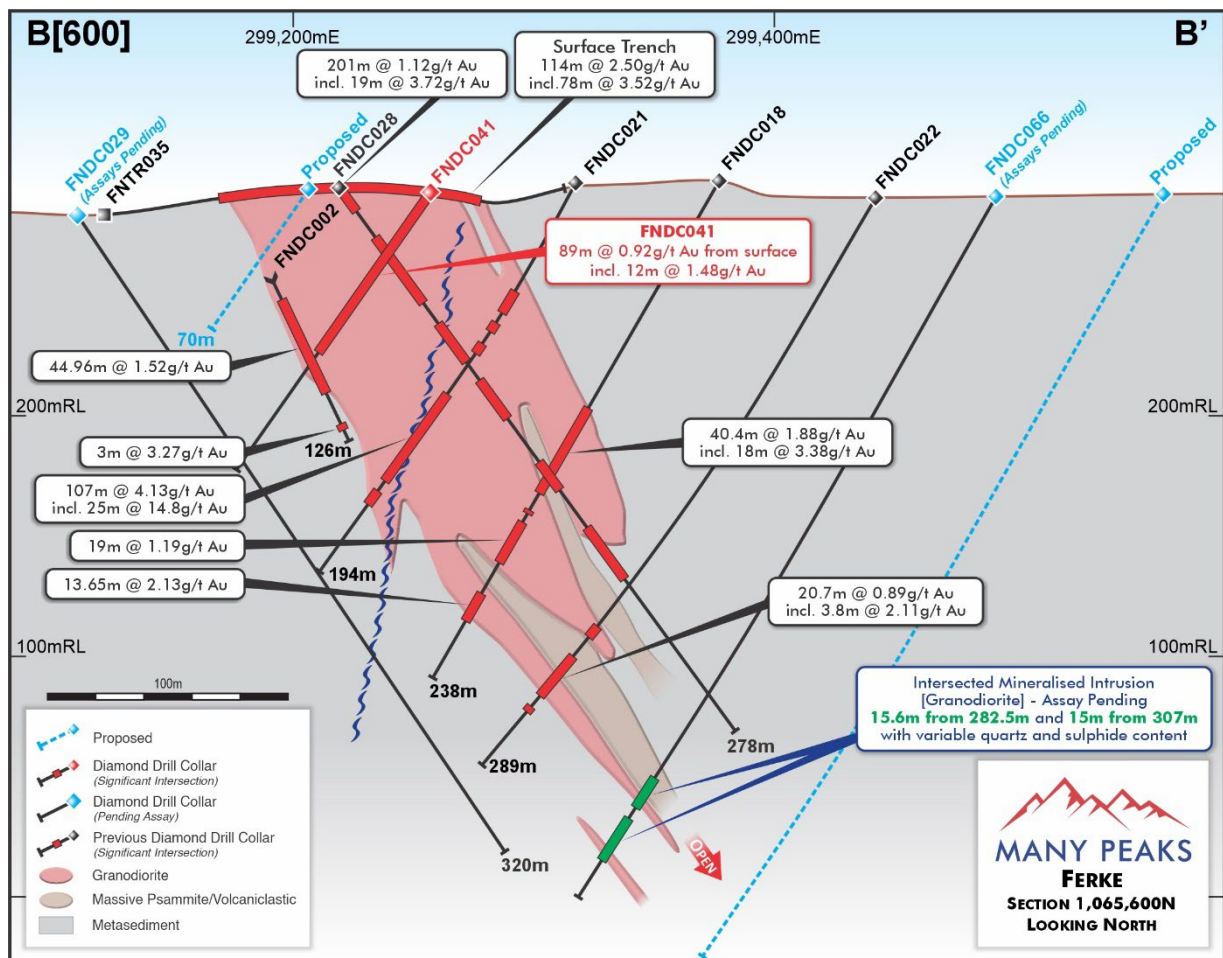 B[600]
299,200mE
299,400mE
B'
201m @ 1.12g/t Au
incl. 19m @ 3.72g/t Au
Surface Trench
114m @ 2.50g/t Au
incl.78m @ 3.52g/t Au
FNDC029
(Assays Pending)
FNTR035
Proposed
FNDC028
FNDC041
FNDC021
FNDC018
FNDC022
FNDC066
(Assays Pending)
Proposed
FNDC002
FNDC041
89m @ 0.92g/t Au from surface
incl. 12m @ 1.48g/t Au
70m
44.96m @ 1.52g/t Au
200mRL
200mRL
3m @ 3.27g/t Au
126m
40.4m @ 1.88g/t Au
incl. 18m @ 3.38g/t Au
107m @ 4.13g/t Au
incl. 25m @ 14.8g/t Au
19m @ 1.19g/t Au
194m
13.65m @ 2.13g/t Au
20.7m @ 0.89g/t Au
incl. 3.8m @ 2.11g/t Au
100mRL
100mRL
100m
238m
Intersected Mineralised Intrusion
[Granodiorite] - Assay Pending
15.6m from 282.5m and 15m from 307m
with variable quartz and sulphide content
278m
289m
320m
OPEN
Proposed
Diamond Drill Collar
(Significant Intersection)
Diamond Drill Collar
(Pending Assay)
Previous Diamond Drill Collar
(Significant Intersection)
Granodiorite
Massive Psammite/Volcaniclastic
Metasediment
MANY PEAKS
FERKE
SECTION 1,065,600N
LOOKING NORTH